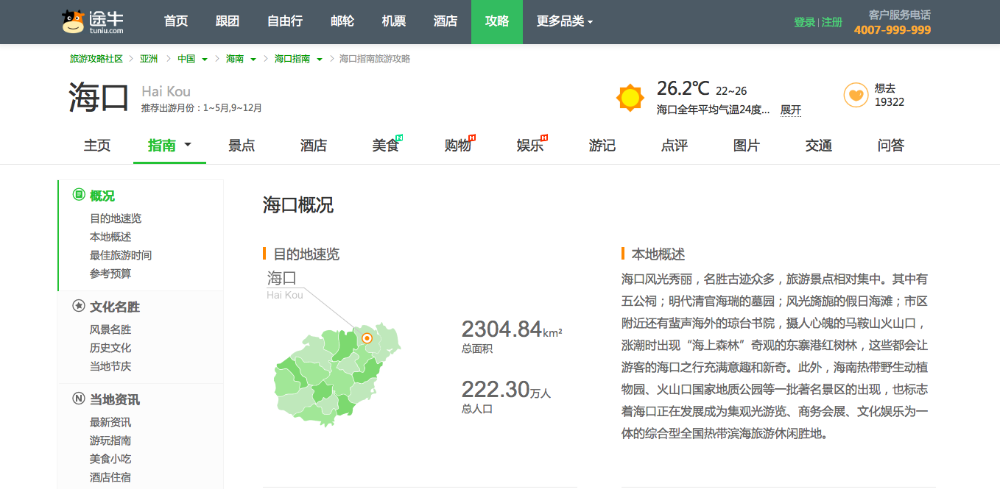 途牛
tuniu.com
首页 跟团 自由行 邮轮 机票 酒店 攻略 更多品类
登录 | 注册
客户服务电话
4007-999-999
旅游攻略社区 > 亚洲 > 中国 > 海南 > 海口指南 > 海口指南旅游攻略
海口
Hai Kou
推荐出游月份：1~5月,9~12月
26.2℃ 22~26
海口全年平均气温24度... 展开
想去
19322
主页 指南 景点 酒店 美食 N 购物 H 娱乐 H 游记 点评 图片 交通 问答
概况
目的地速览
本地概述
最佳旅游时间
参考预算
文化名胜
风景名胜
历史文化
当地节庆
N 当地资讯
最新资讯
游玩指南
美食小吃
酒店住宿
海口概况
目的地速览
海口
Hai Kou
2304.84km²
总面积
222.30万人
总人口
本地概述
海口风光秀丽，名胜古迹众多，旅游景点相对集中。其中有
五公祠；明代清官海瑞的墓园；风光旖旎的假日海滩；市区
附近还有蜚声海外的琼台书院，摄人心魄的马鞍山火山口，
涨潮时出现“海上森林”奇观的东寨港红树林，这些都会让
游客的海口之行充满意趣和新奇。此外，海南热带野生动植
物园、火山口国家地质公园等一批著名景区的出现，也标志
着海口正在发展成为集观光游览、商务会展、文化娱乐为一
体的综合型全国热带滨海旅游休闲胜地。